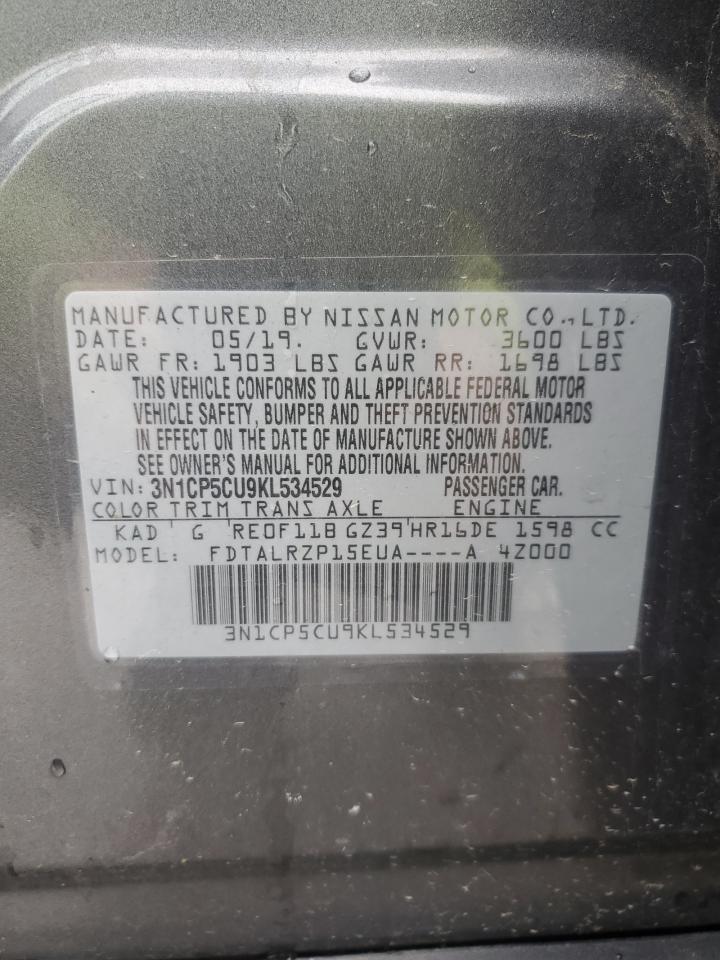 MANUFACTURED BY NISSAN MOTOR CO.,LTD.
DATE: 05/19. GVWR: 3600 LBS
GAWR FR: 1903 LBS GAWR RR: 1698 LBS
THIS VEHICLE CONFORMS TO ALL APPLICABLE FEDERAL MOTOR
VEHICLE SAFETY, BUMPER AND THEFT PREVENTION STANDARDS
IN EFFECT ON THE DATE OF MANUFACTURE SHOWN ABOVE.
SEE OWNER'S MANUAL FOR ADDITIONAL INFORMATION.
VIN: 3N1CP5CU9KL534529 PASSENGER CAR.
COLOR TRIM TRANS AXLE ENGINE
KAD G RE0F11B GZ39 HR16DE 1598 CC
MODEL: FDTALRZP15EUA----A 4Z000
3N1CP5CU9KL534529